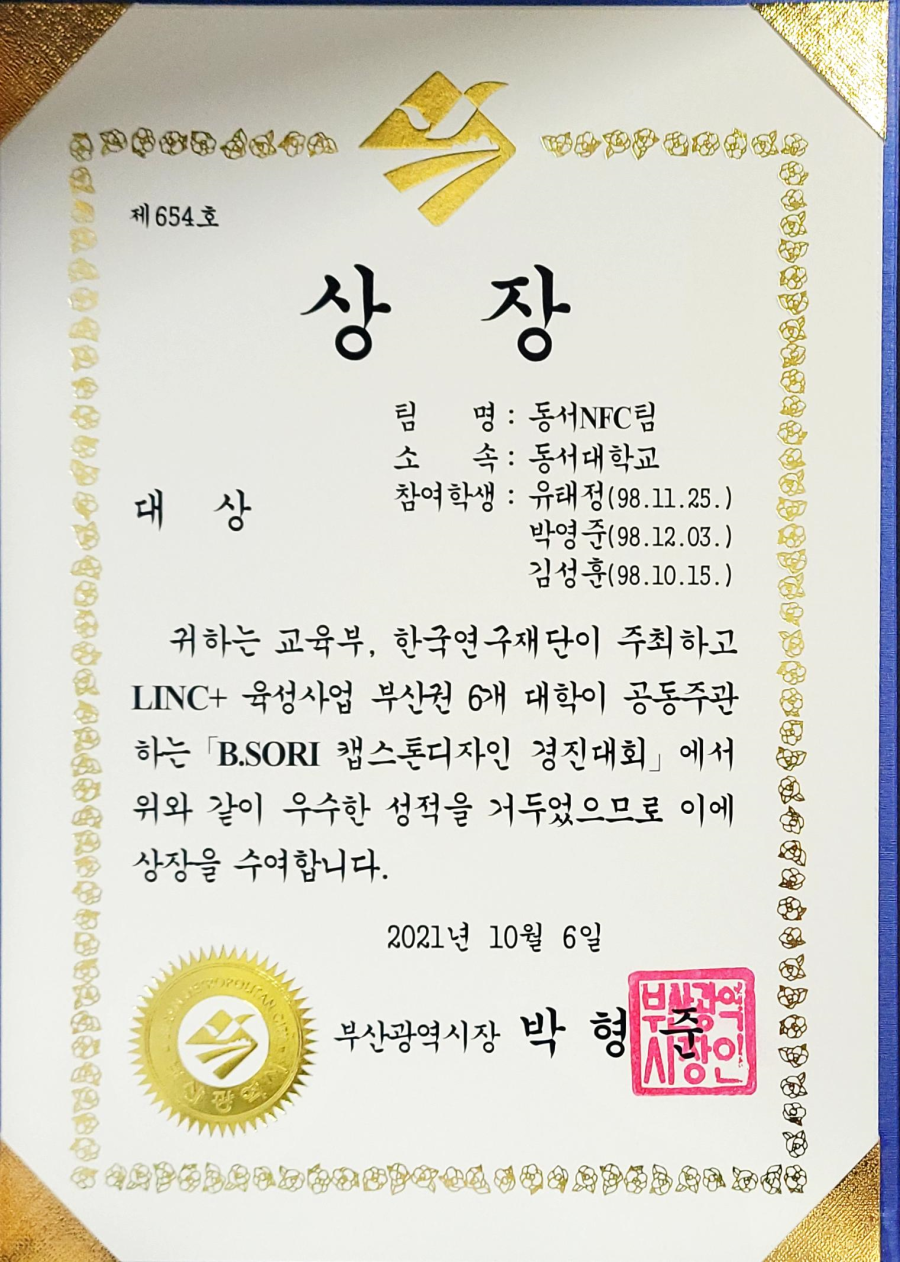 제654호
상 장
팀 명 : 동서NFC팀
소 속 : 동서대학교
대 상
참여학생 : 유태정(98.11.25.)
박영준(98.12.03.)
김성훈(98.10.15.)
귀하는 교육부, 한국연구재단이 주최하고
LINC+ 육성사업 부산권 6개 대학이 공동주관
하는 「B.SORI 캡스톤디자인 경진대회」에서
위와 같이 우수한 성적을 거두었으므로 이에
상장을 수여합니다.
2021년 10월 6일
부산광역시장 박 형 준
부산광역
시장인
METROPOLITAN CITY